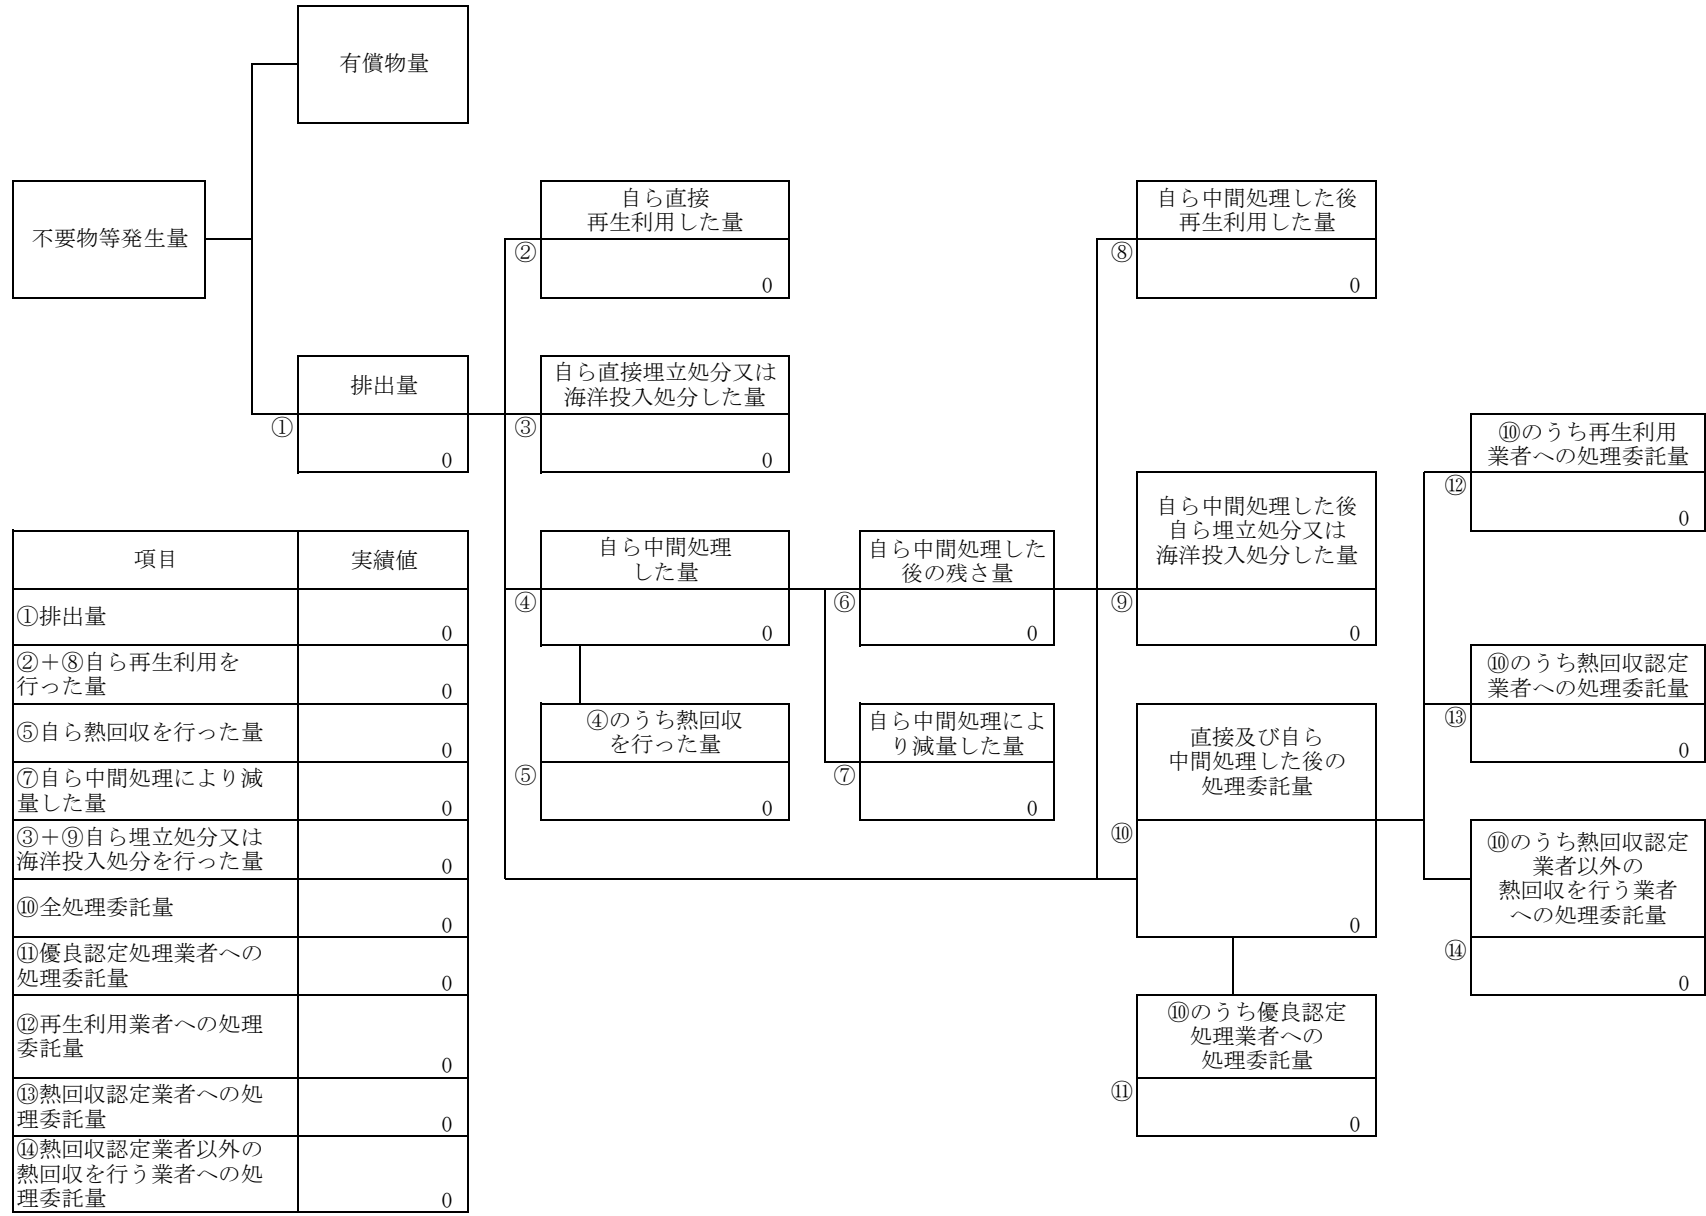 有償物量
不要物等発生量
排出量
①
0
自ら直接
再生利用した量
②
0
自ら直接埋立処分又は
海洋投入処分した量
③
0
自ら中間処理
した量
④
0
④のうち熱回収
を行った量
⑤
0
自ら中間処理した
後の残さ量
⑥
0
自ら中間処理によ
り減量した量
⑦
0
自ら中間処理した後
再生利用した量
⑧
0
自ら中間処理した後
自ら埋立処分又は
海洋投入処分した量
⑨
0
直接及び自ら
中間処理した後の
処理委託量
⑩
0
⑩のうち優良認定
処理業者への
処理委託量
⑪
0
⑩のうち再生利用
業者への処理委託量
⑫
0
⑩のうち熱回収認定
業者への処理委託量
⑬
0
⑩のうち熱回収認定
業者以外の
熱回収を行う業者
への処理委託量
⑭
0
項目 実績値
①排出量
0
②＋⑧自ら再生利用を
行った量
0
⑤自ら熱回収を行った量
0
⑦自ら中間処理により減
量した量
0
③＋⑨自ら埋立処分又は
海洋投入処分を行った量
0
⑩全処理委託量
0
⑪優良認定処理業者への
処理委託量
0
⑫再生利用業者への処理
委託量
0
⑬熱回収認定業者への処
理委託量
0
⑭熱回収認定業者以外の
熱回収を行う業者への処
理委託量
0